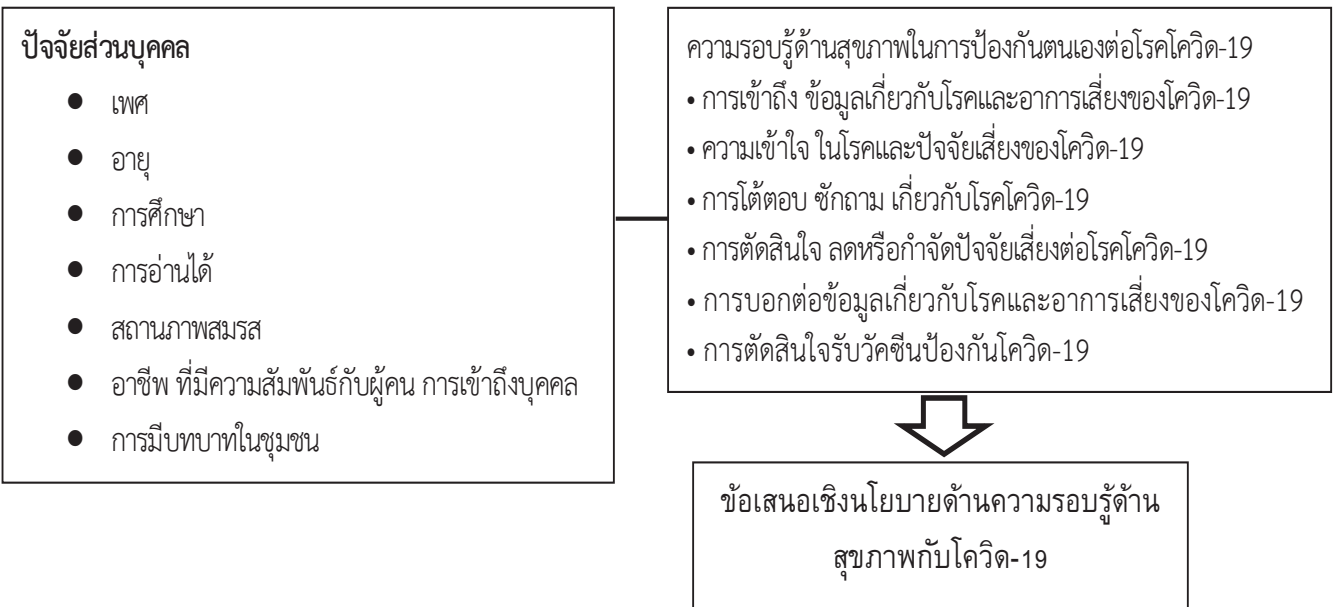 ปัจจัยส่วนบุคคล
● เพศ
● อายุ
● การศึกษา
● การอ่านได้
● สถานภาพสมรส
● อาชีพ ที่มีความสัมพันธ์กับผู้คน การเข้าถึงบุคคล
● การมีบทบาทในชุมชน
ความรอบรู้ด้านสุขภาพในการป้องกันตนเองต่อโรคโควิด-19
• การเข้าถึง ข้อมูลเกี่ยวกับโรคและอาการเสี่ยงของโควิด-19
• ความเข้าใจ ในโรคและปัจจัยเสี่ยงของโควิด-19
• การโต้ตอบ ซักถาม เกี่ยวกับโรคโควิด-19
• การตัดสินใจ ลดหรือกำจัดปัจจัยเสี่ยงต่อโรคโควิด-19
• การบอกต่อข้อมูลเกี่ยวกับโรคและอาการเสี่ยงของโควิด-19
• การตัดสินใจรับวัคซีนป้องกันโควิด-19
ข้อเสนอเชิงนโยบายด้านความรอบรู้ด้าน
สุขภาพกับโควิด-19